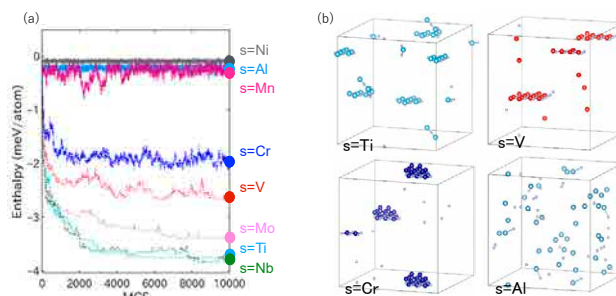 (a)
(b)
Enthalpy (meV/atom)
0
-1
-2
-3
-4
0
2000
4000
6000
8000
10000
s=Ni
s=Al
s=Mn
s=Cr
s=V
s=Mo
s=Ti
s=Nb
s=Ti
s=V
s=Cr
s=Al